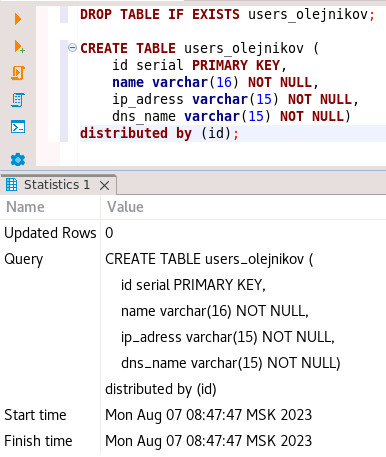 DROP TABLE IF EXISTS users_olejnikov;
CREATE TABLE users_olejnikov (
id serial PRIMARY KEY,
name varchar(16) NOT NULL,
ip_adress varchar(15) NOT NULL,
dns_name varchar(15) NOT NULL)
distributed by (id);
Statistics 1
Name Value
Updated Rows 0
Query CREATE TABLE users_olejnikov (
id serial PRIMARY KEY,
name varchar(16) NOT NULL,
ip_adress varchar(15) NOT NULL,
dns_name varchar(15) NOT NULL)
distributed by (id)
Start time Mon Aug 07 08:47:47 MSK 2023
Finish time Mon Aug 07 08:47:47 MSK 2023